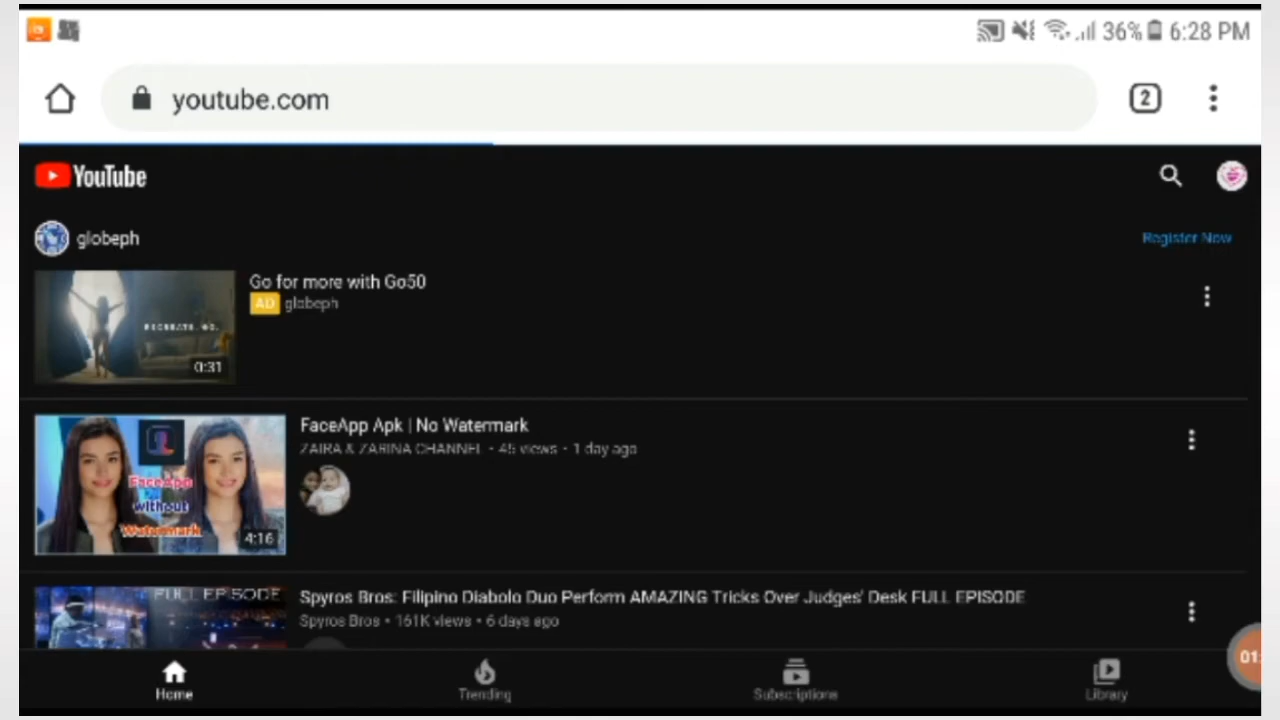 36% 6:28 PM
youtube.com
2
YouTube
globeph
Register Now
Go for more with Go50
AD globeph
RECREATE. GO.
0:31
FaceApp Apk | No Watermark
ZAIRA & ZARINA CHANNEL • 45 views • 1 day ago
FaceApp
without
Watermark
4:16
FULL EPISODE
Spyros Bros: Filipino Diabolo Duo Perform AMAZING Tricks Over Judges' Desk FULL EPISODE
Spyros Bros • 161K views • 6 days ago
01:
Home
Trending
Subscriptions
Library